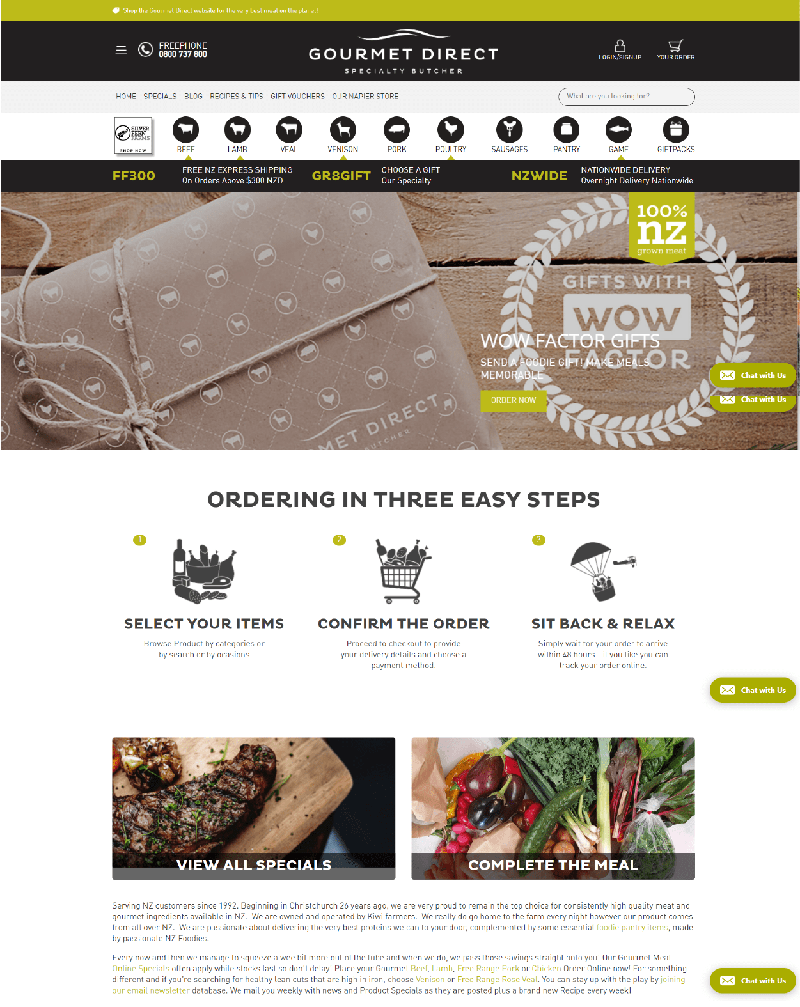 Shop the Gourmet Direct website for the very best meat on the planet!
FREEPHONE
0800 737 800
GOURMET DIRECT
SPECIALTY BUTCHER
LOGIN/SIGNUP
YOUR ORDER
HOME SPECIALS BLOG RECIPES & TIPS GIFT VOUCHERS OUR NAPIER STORE
What are you looking for?
SILVER FERN FARMS
SHOP NOW
BEEF LAMB VEAL VENISON PORK POULTRY SAUSAGES PANTRY GAME GIFTPACKS
FF300
FREE NZ EXPRESS SHIPPING
On Orders Above $300 NZD
GR8GIFT
CHOOSE A GIFT
Our Specialty
NZWIDE
NATIONWIDE DELIVERY
Overnight Delivery Nationwide
100%
nz
grown meat
GIFTS WITH
WOW
FACTOR
WOW FACTOR GIFTS
SEND A FOODIE GIFT! MAKE MEALS
MEMORABLE
ORDER NOW
MET DIRECT
BUTCHER
Chat with Us
Chat with Us
ORDERING IN THREE EASY STEPS
1
2
3
SELECT YOUR ITEMS
Browse Product by categories or
by search or by ocasions
CONFIRM THE ORDER
Proceed to checkout to provide
your delivery details and choose a
payment method.
SIT BACK & RELAX
Simply wait for your order to arrive
within 48 hours you like you can
track your order online.
Chat with Us
VIEW ALL SPECIALS
COMPLETE THE MEAL
Serving NZ customers since 1992. Beginning in Christchurch 26 years ago, we are very proud to remain the top choice for consistently high quality meat and
gourmet ingredients available in NZ. We are owned and operated by Kiwi farmers. We really do go home to the farm every night however our product comes
from all over NZ. We are passionate about delivering the very best proteins we can to your door, complemented by some essential foodie pantry items, made
by passionate NZ Foodies.
Every now and then we manage to squeeze a wee bit more out of the tube and when we do, we pass those savings straight onto you! Our Gourmet Meat
Online Specials often apply while stocks last so don't delay. Place your Gourmet Beef, Lamb, Free Range Pork or Chicken Order Online now! For something
different and if you're searching for healthy lean cuts that are high in iron, choose Venison or Free Range Rose Veal. You can stay up with the play by joining
our email newsletter database. We mail you weekly with news and Product Specials as they are posted plus a brand new Recipe every week!
Chat with Us